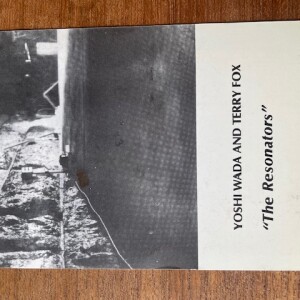 YOSHI WADA AND TERRY FOX
"The Resonators"